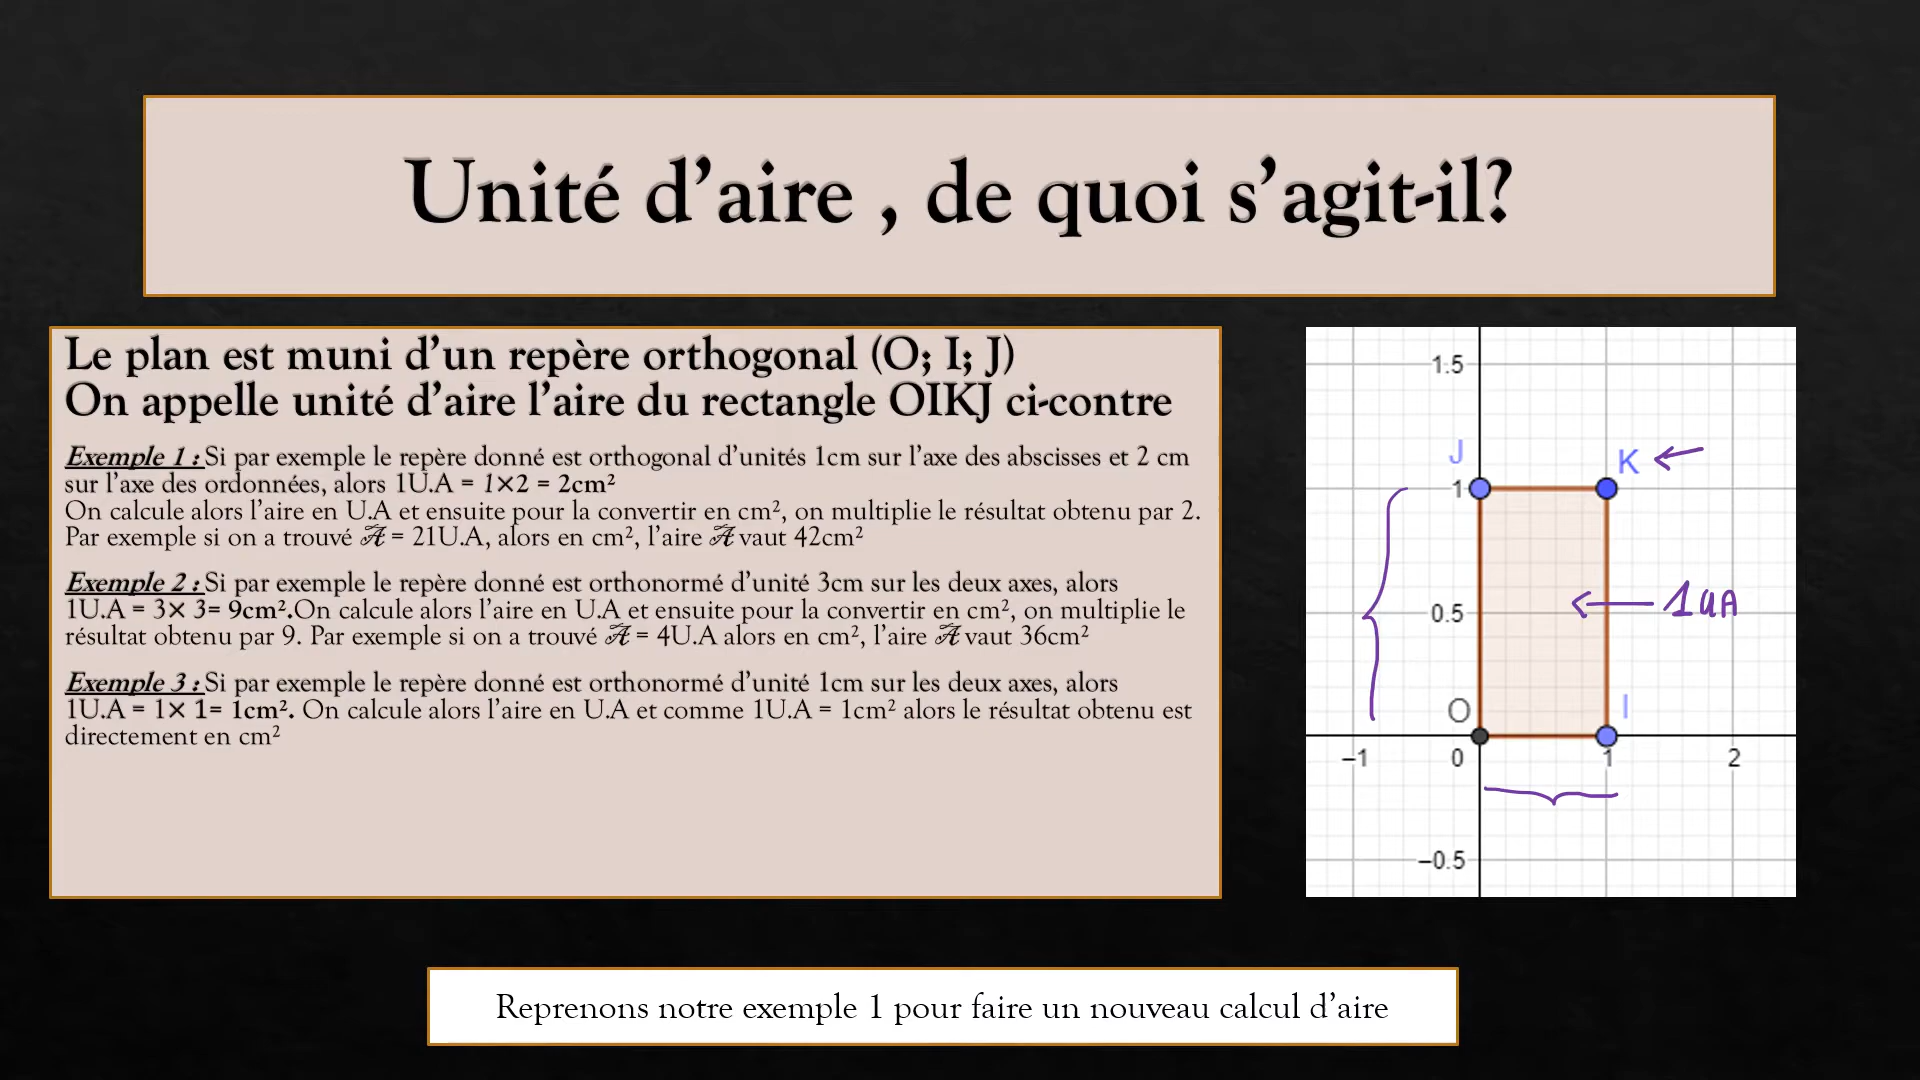 Unité d’aire , de quoi s’agit-il?
Le plan est muni d’un repère orthogonal (O; I; J)
On appelle unité d’aire l’aire du rectangle OIKJ ci-contre
Exemple 1 : Si par exemple le repère donné est orthogonal d’unités 1cm sur l’axe des abscisses et 2 cm
sur l’axe des ordonnées, alors 1U.A = 1×2 = 2cm²
On calcule alors l’aire en U.A et ensuite pour la convertir en cm², on multiplie le résultat obtenu par 2.
Par exemple si on a trouvé 𝒜 = 21U.A, alors en cm², l’aire 𝒜 vaut 42cm²
Exemple 2 : Si par exemple le repère donné est orthonormé d’unité 3cm sur les deux axes, alors
1U.A = 3× 3= 9cm².On calcule alors l’aire en U.A et ensuite pour la convertir en cm², on multiplie le
résultat obtenu par 9. Par exemple si on a trouvé 𝒜 = 4U.A alors en cm², l’aire 𝒜 vaut 36cm²
Exemple 3 : Si par exemple le repère donné est orthonormé d’unité 1cm sur les deux axes, alors
1U.A = 1× 1= 1cm². On calcule alors l’aire en U.A et comme 1U.A = 1cm² alors le résultat obtenu est
directement en cm²
1.5
J K
1
0.5 1UA
O I
−1 0 1 2
−0.5
Reprenons notre exemple 1 pour faire un nouveau calcul d’aire